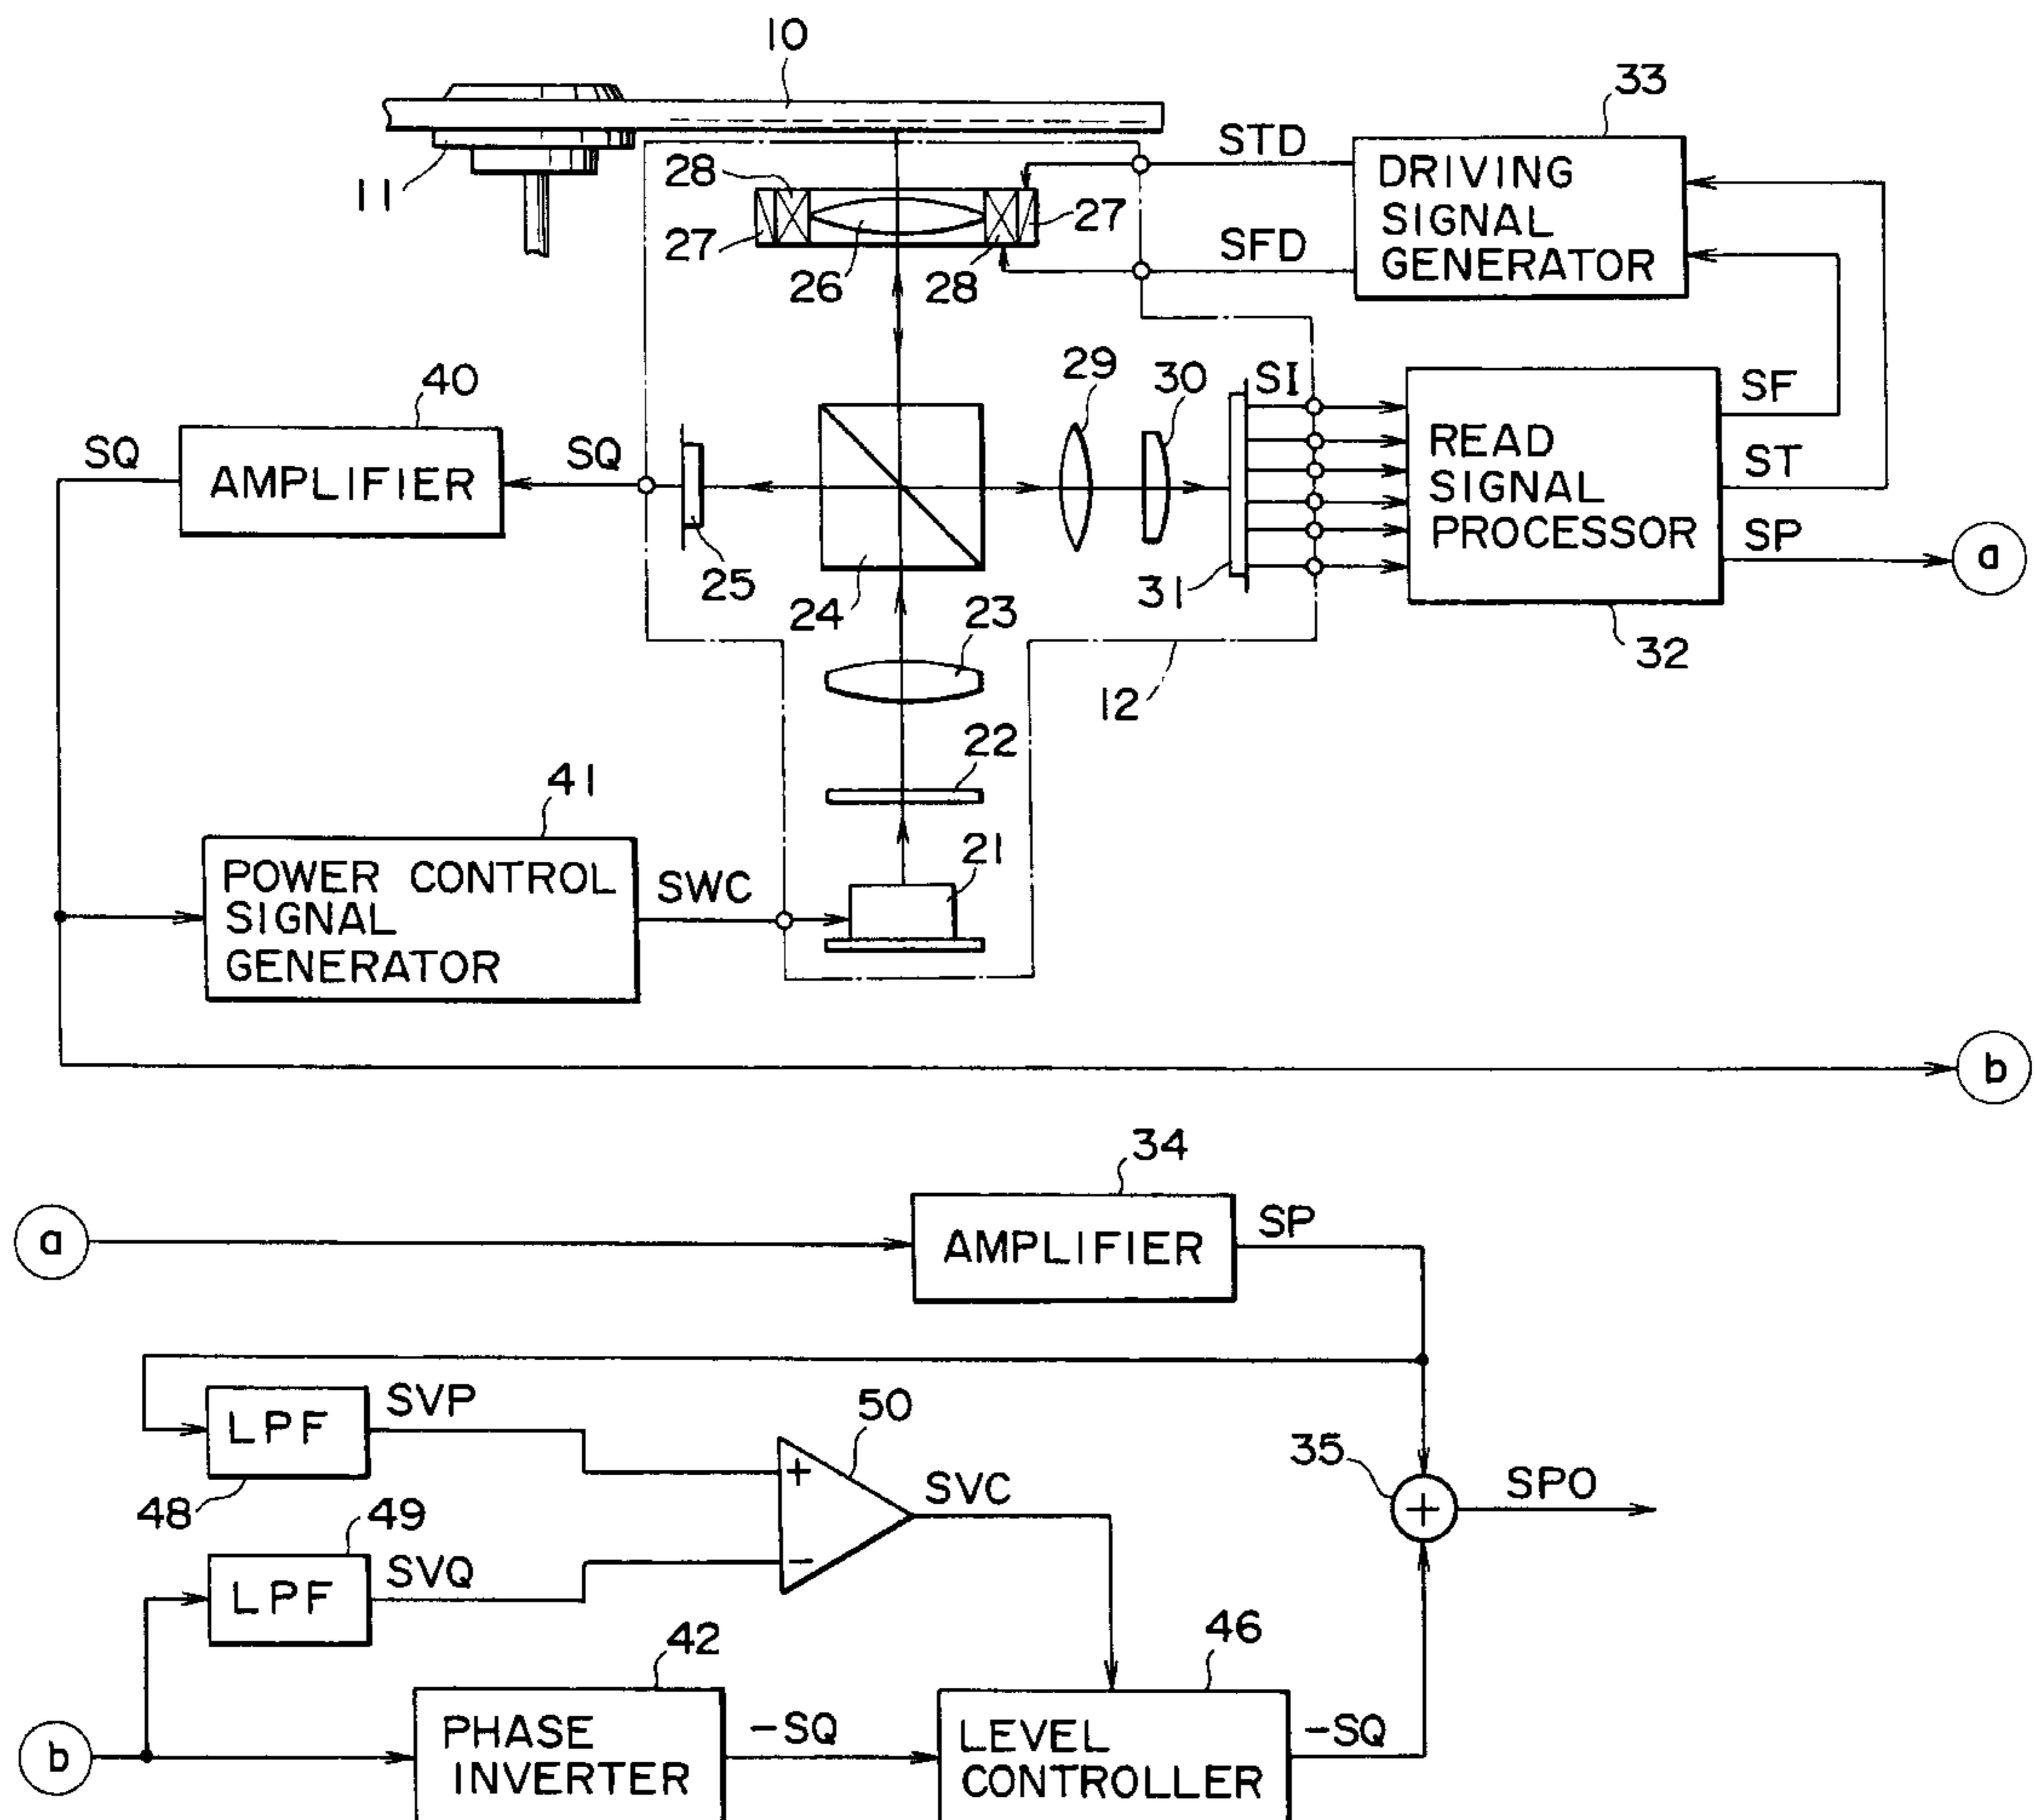 10
33
STD
DRIVING
SIGNAL
GENERATOR
28
11
27
27
SFD
26
28
40
29
30
SI
SF
SQ
AMPLIFIER
SQ
READ
SIGNAL
PROCESSOR
ST
SP
a
25
24
31
23
32
12
22
41
21
POWER CONTROL
SIGNAL
GENERATOR
SWC
b
34
a
AMPLIFIER
SP
LPF
SVP
50
48
35
SVC
SPO
+
+
49
LPF
SVQ
−
42
46
b
PHASE
INVERTER
−SQ
LEVEL
CONTROLLER
−SQ